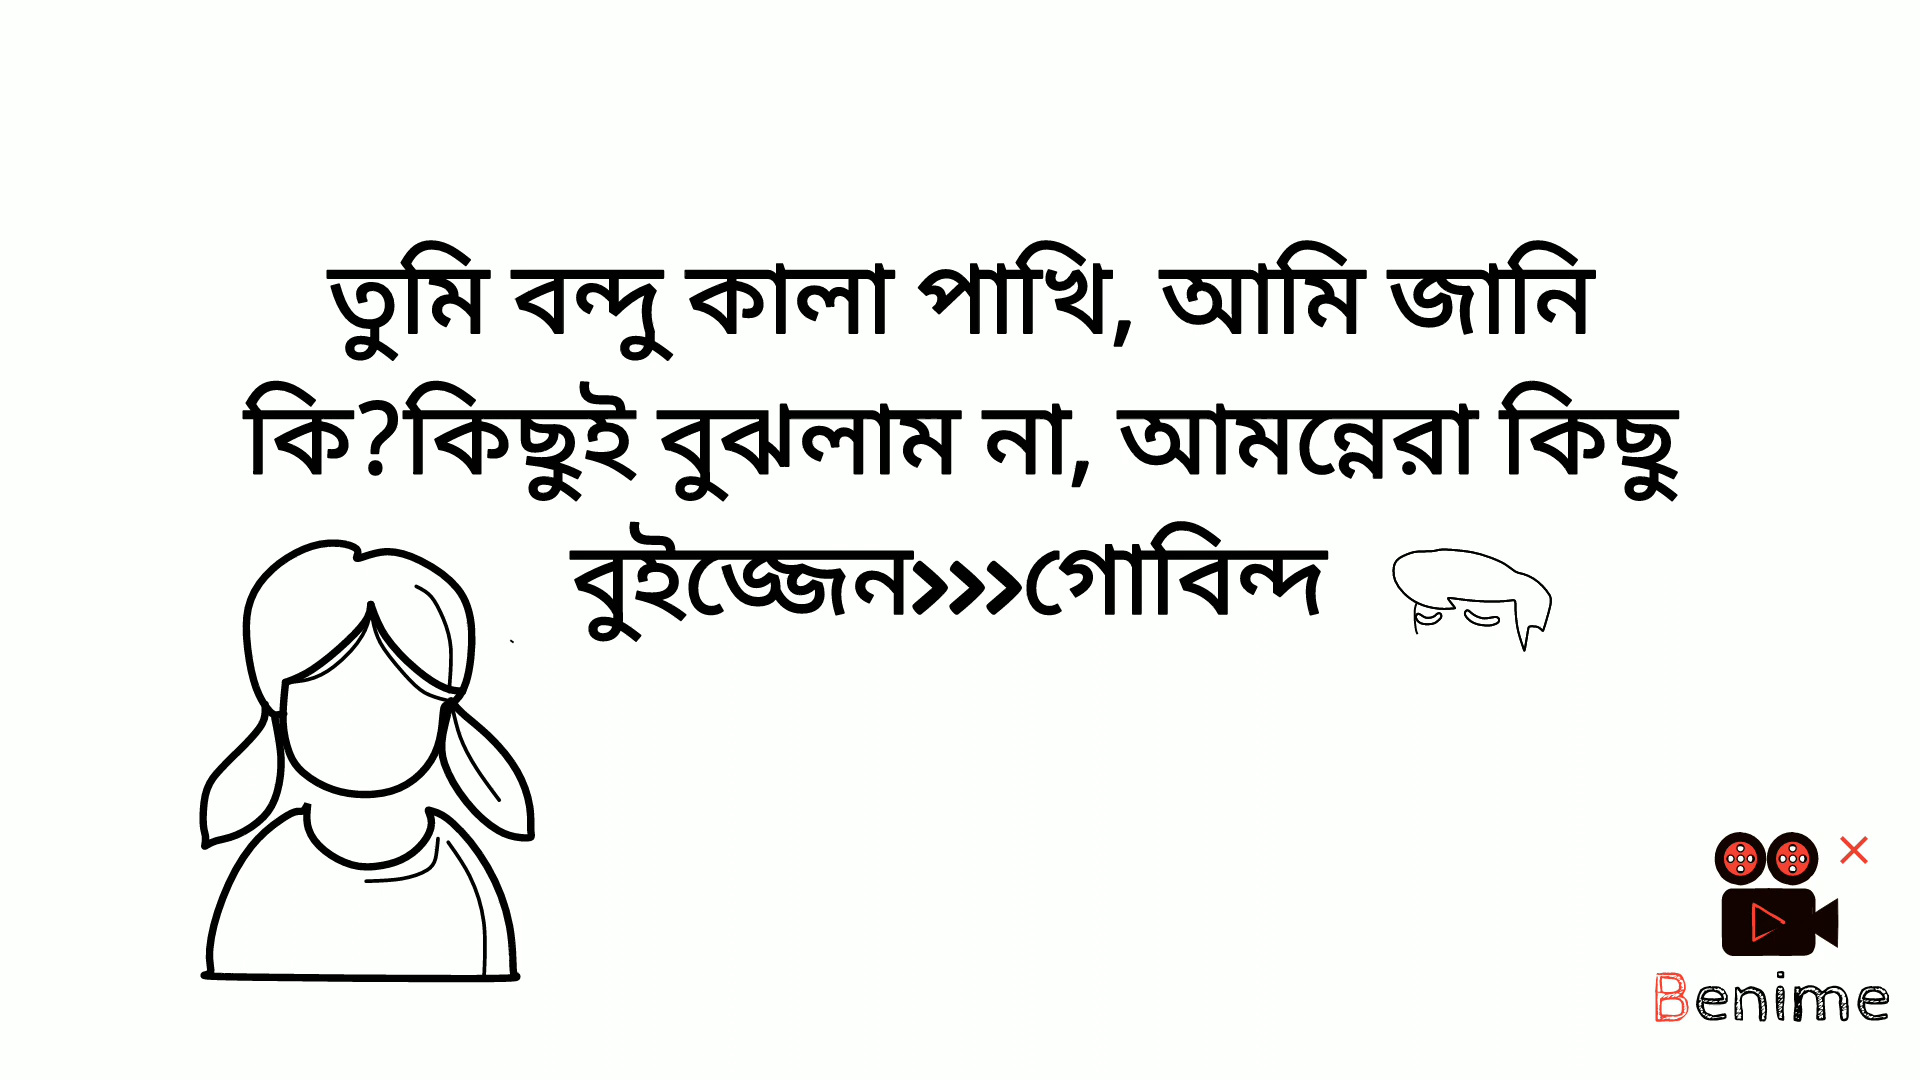 তুমি বন্দু কালা পাখি, আমি জানি
কি?কিছুই বুঝলাম না, আমন্নেরা কিছু
বুইজ্জেন>>>গোবিন্দ
Benime